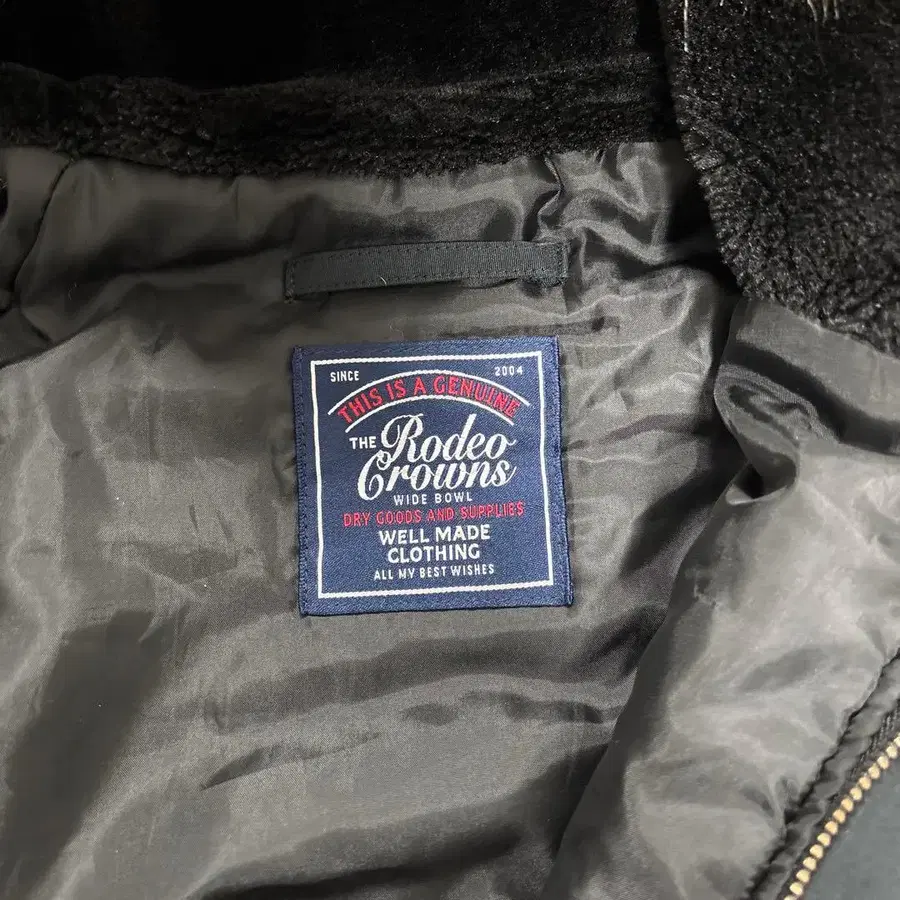 SINCE 2004
THIS IS A GENUINE
THE Rodeo
Crowns
WIDE BOWL
DRY GOODS AND SUPPLIES
WELL MADE
CLOTHING
ALL MY BEST WISHES